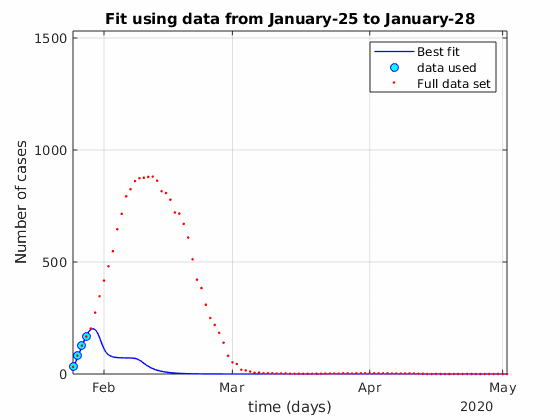 Fit using data from January-25 to January-28
1500
1000
500
0
Number of cases
Best fit
data used
Full data set
Feb Mar Apr May
time (days)
2020